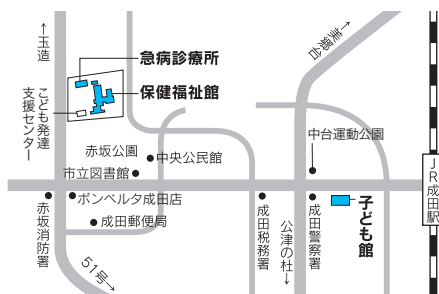 ←玉造
急病診療所
保健福祉館
こども発達
支援センター
←美郷台
赤坂公園
中央公民館
市立図書館
中台運動公園
JR成田駅
ボンベルタ成田店
成田郵便局
赤坂消防署
51号→
成田税務署
公津の杜→
成田警察署
子ども館